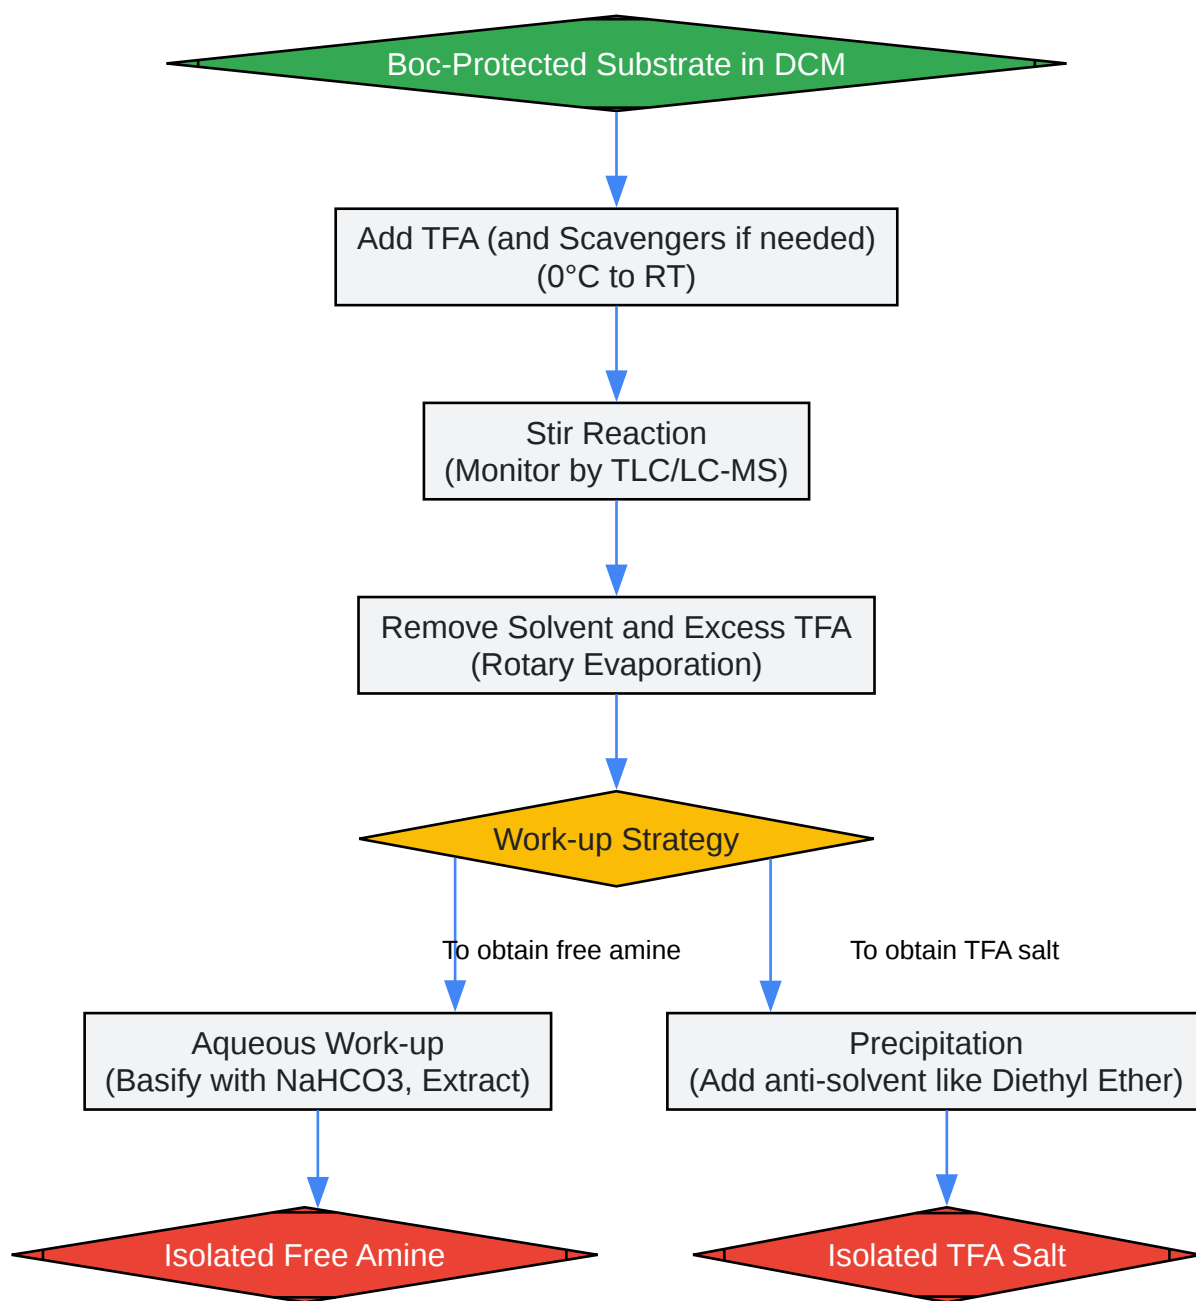 Boc-Protected Substrate in DCM
Add TFA (and Scavengers if needed)
(0°C to RT)
Stir Reaction
(Monitor by TLC/LC-MS)
Remove Solvent and Excess TFA
(Rotary Evaporation)
Work-up Strategy
To obtain free amine
To obtain TFA salt
Aqueous Work-up
(Basify with NaHCO3, Extract)
Precipitation
(Add anti-solvent like Diethyl Ether)
Isolated Free Amine
Isolated TFA Salt